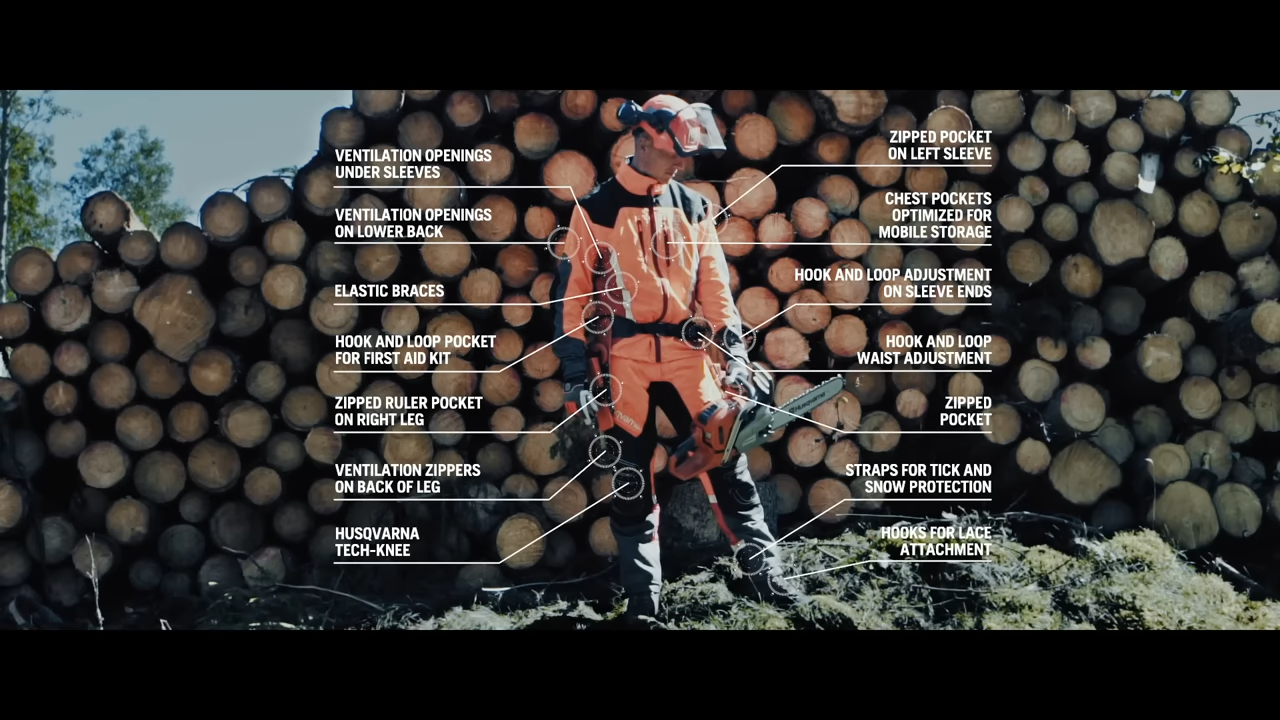 VENTILATION OPENINGS
UNDER SLEEVES
VENTILATION OPENINGS
ON LOWER BACK
ELASTIC BRACES
HOOK AND LOOP POCKET
FOR FIRST AID KIT
ZIPPED RULER POCKET
ON RIGHT LEG
VENTILATION ZIPPERS
ON BACK OF LEG
HUSQVARNA
TECH-KNEE
ZIPPED POCKET
ON LEFT SLEEVE
CHEST POCKETS
OPTIMIZED FOR
MOBILE STORAGE
HOOK AND LOOP ADJUSTMENT
ON SLEEVE ENDS
HOOK AND LOOP
WAIST ADJUSTMENT
ZIPPED
POCKET
STRAPS FOR TICK AND
SNOW PROTECTION
HOOKS FOR LACE
ATTACHMENT
Husqvarna